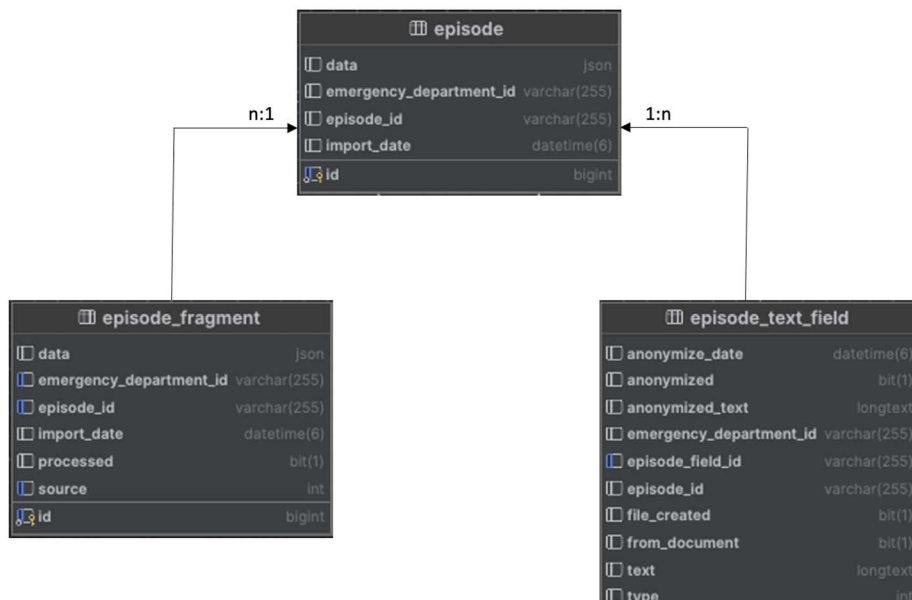 episode
data json
emergency_department_id varchar(255)
episode_id varchar(255)
import_date datetime(6)
id bigint
n:1
1:n
episode_fragment
data json
emergency_department_id varchar(255)
episode_id varchar(255)
import_date datetime(6)
processed bit(1)
source int
id bigint
episode_text_field
anonymize_date datetime(6)
anonymized bit(1)
anonymized_text longtext
emergency_department_id varchar(255)
episode_field_id varchar(255)
episode_id varchar(255)
file_created bit(1)
from_document bit(1)
text longtext
type int